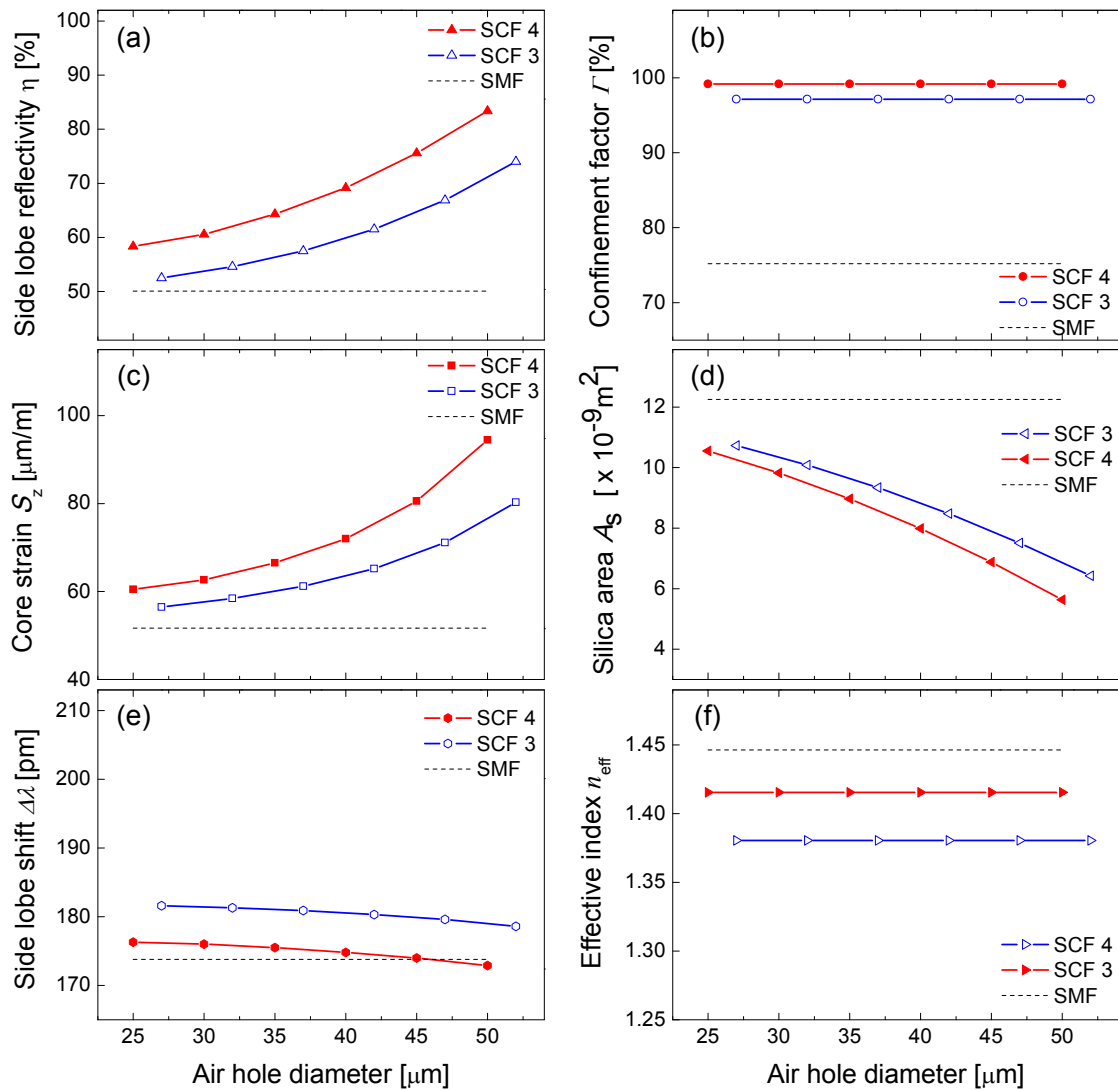 (a)
SCF 4
SCF 3
SMF
100
90
80
70
60
50
Side lobe reflectivity η [%]
(b)
100
90
80
70
Confinement factor Γ [%]
SCF 4
SCF 3
SMF
(c)
SCF 4
SCF 3
SMF
100
80
60
40
Core strain S_z [μm/m]
(d)
12
10
8
6
4
Silica area A_S [ x 10^-9 m^2]
SCF 3
SCF 4
SMF
(e)
SCF 4
SCF 3
SMF
210
200
190
180
170
Side lobe shift Δλ [pm]
25 30 35 40 45 50
Air hole diameter [μm]
(f)
1.45
1.40
1.35
1.30
1.25
Effective index n_eff
SCF 4
SCF 3
SMF
25 30 35 40 45 50
Air hole diameter [μm]